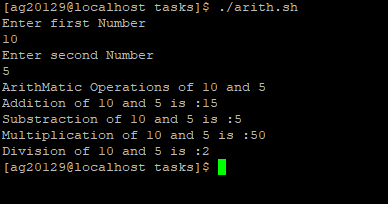 [ag20129@localhost tasks]$ ./arith.sh
Enter first Number
10
Enter second Number
5
ArithMatic Operations of 10 and 5
Addition of 10 and 5 is :15
Substraction of 10 and 5 is :5
Multiplication of 10 and 5 is :50
Division of 10 and 5 is :2
[ag20129@localhost tasks]$